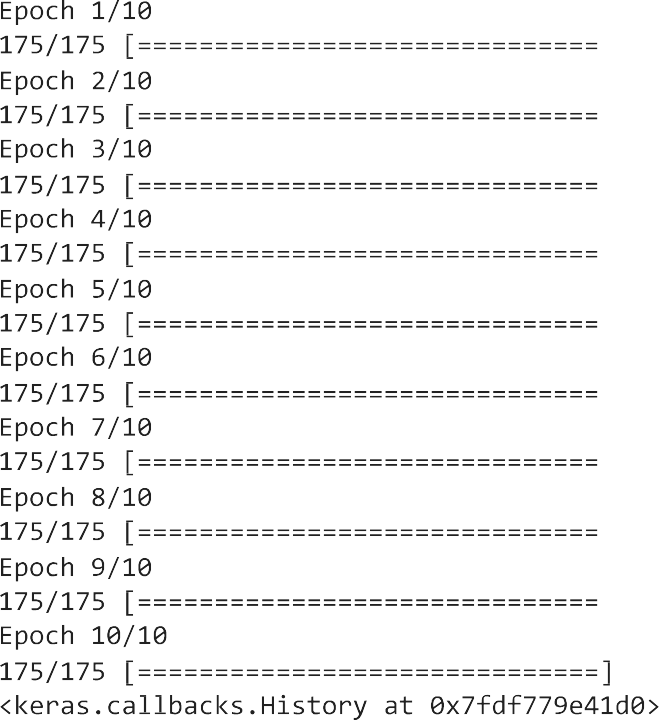 Epoch 1/10
175/175 [==============================
Epoch 2/10
175/175 [==============================
Epoch 3/10
175/175 [==============================
Epoch 4/10
175/175 [==============================
Epoch 5/10
175/175 [==============================
Epoch 6/10
175/175 [==============================
Epoch 7/10
175/175 [==============================
Epoch 8/10
175/175 [==============================
Epoch 9/10
175/175 [==============================
Epoch 10/10
175/175 [==============================]
<keras.callbacks.History at 0x7fdf779e41d0>